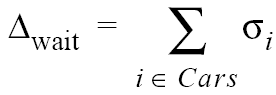 Δwait = ∑ σi
i ∈ Cars